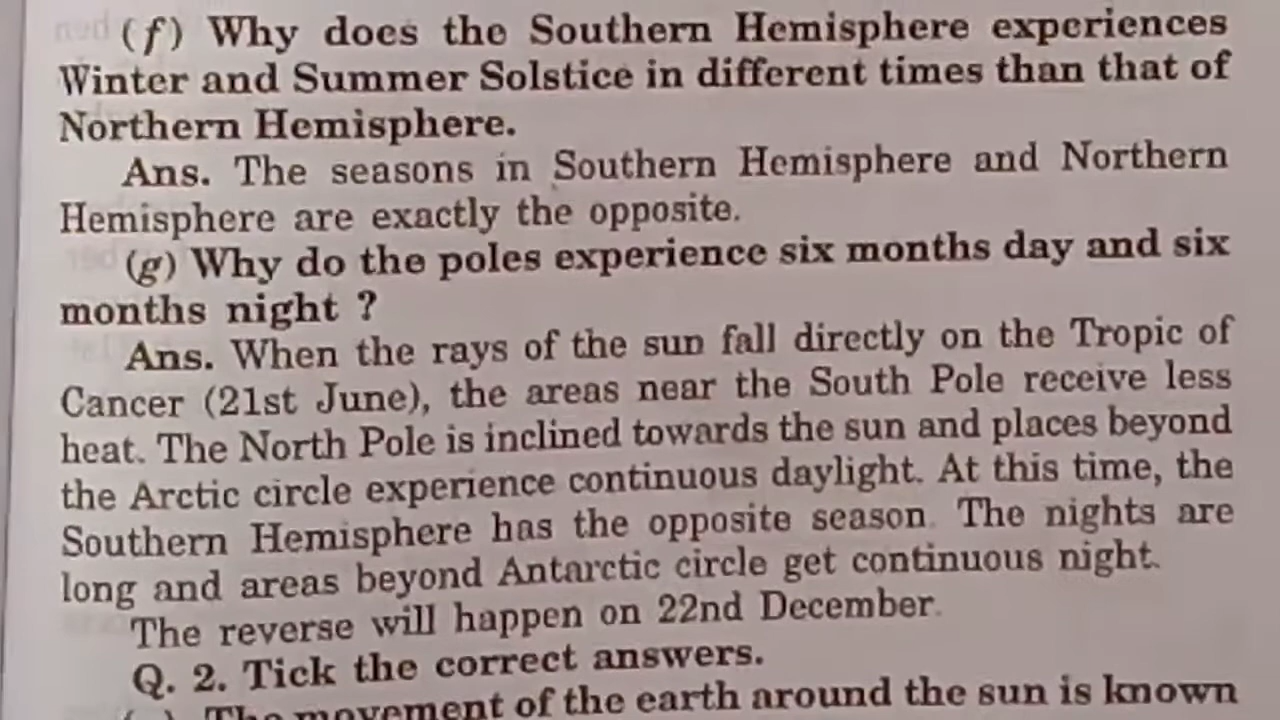 (f) Why does the Southern Hemisphere experiences
Winter and Summer Solstice in different times than that of
Northern Hemisphere.
Ans. The seasons in Southern Hemisphere and Northern
Hemisphere are exactly the opposite.
(g) Why do the poles experience six months day and six
months night ?
Ans. When the rays of the sun fall directly on the Tropic of
Cancer (21st June), the areas near the South Pole receive less
heat. The North Pole is inclined towards the sun and places beyond
the Arctic circle experience continuous daylight. At this time, the
Southern Hemisphere has the opposite season. The nights are
long and areas beyond Antarctic circle get continuous night.
The reverse will happen on 22nd December.
Q. 2. Tick the correct answers.
The movement of the earth around the sun is known